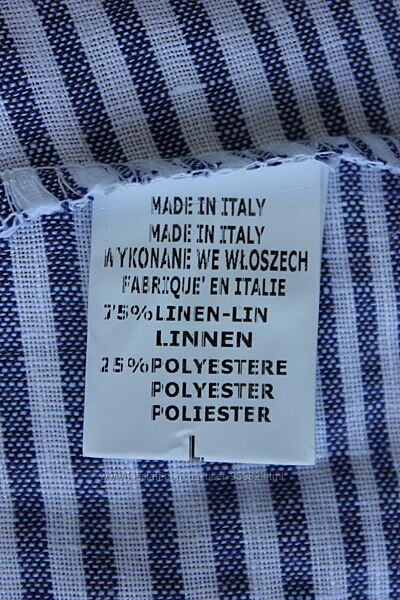 MADE IN ITALY
MADE IN ITALY
WYKONANE WE WŁOSZECH
FABRIQUE' EN ITALIE
75%LINEN-LIN
LINNEN
25%POLYESTERE
POLYESTER
POLIESTER
L